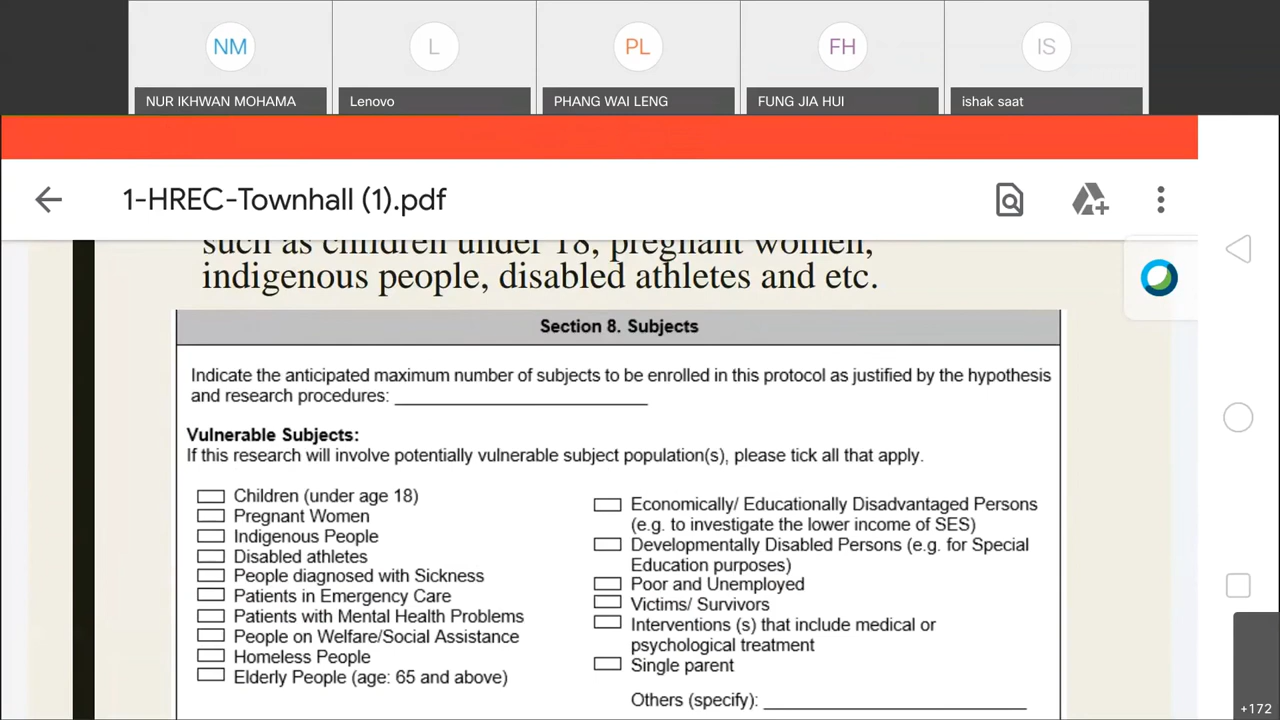 NM
L
PL
FH
IS
NUR IKHWAN MOHAMA
Lenovo
PHANG WAI LENG
FUNG JIA HUI
ishak saat
1-HREC-Townhall (1).pdf
such as children under 18, pregnant women,
indigenous people, disabled athletes and etc.
Section 8. Subjects
Indicate the anticipated maximum number of subjects to be enrolled in this protocol as justified by the hypothesis
and research procedures: 
Vulnerable Subjects:
If this research will involve potentially vulnerable subject population(s), please tick all that apply.
Children (under age 18)
Pregnant Women
Indigenous People
Disabled athletes
People diagnosed with Sickness
Patients in Emergency Care
Patients with Mental Health Problems
People on Welfare/Social Assistance
Homeless People
Elderly People (age: 65 and above)
Economically/ Educationally Disadvantaged Persons
(e.g. to investigate the lower income of SES)
Developmentally Disabled Persons (e.g. for Special
Education purposes)
Poor and Unemployed
Victims/ Survivors
Interventions (s) that include medical or
psychological treatment
Single parent
Others (specify):
+172